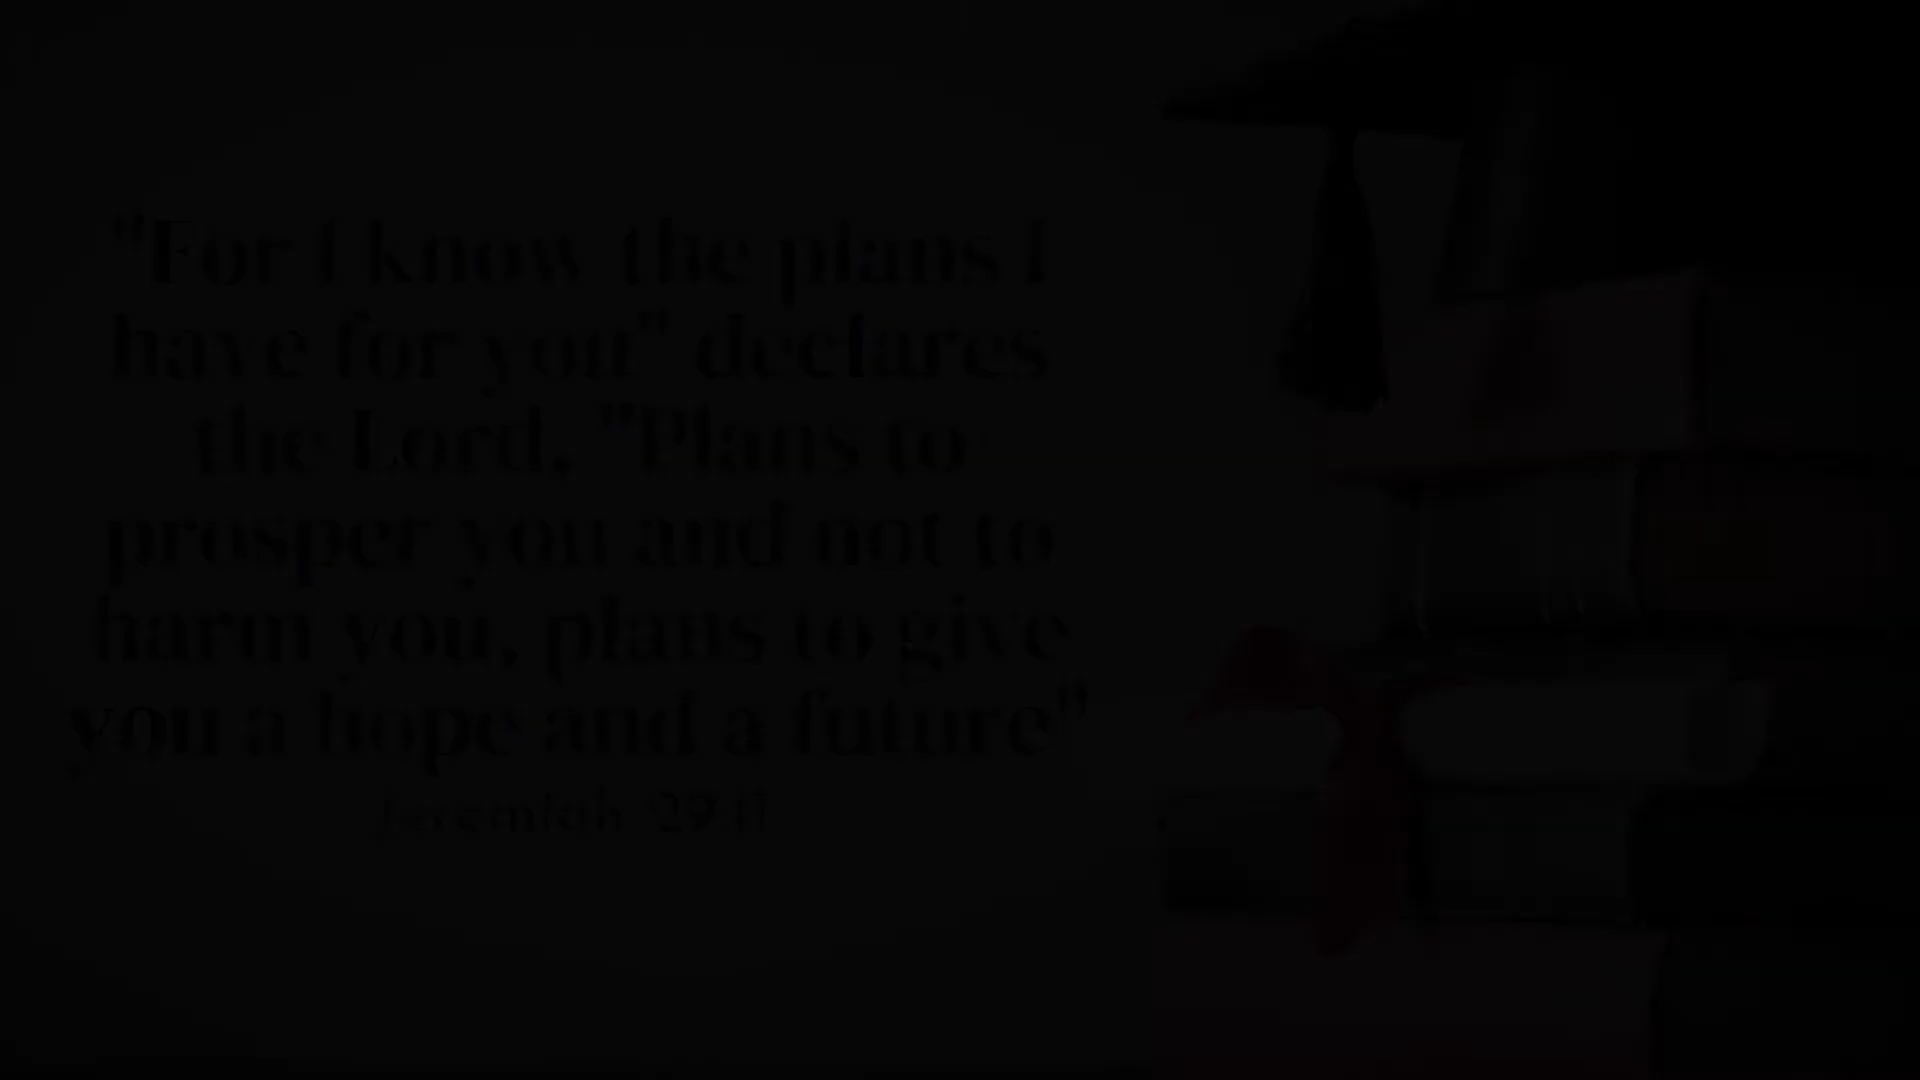 "For I know the plans I
have for you" declares
the Lord, "Plans to
prosper you and not to
harm you, plans to give
you a hope and a future"
Jeremiah 29:11